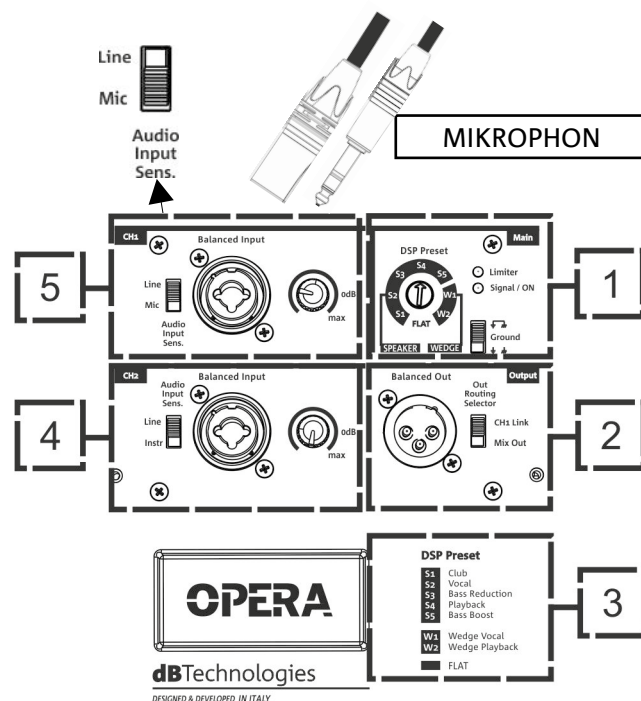 Line
Mic
Audio
Input
Sens.
MIKROPHON
5
CH1
Balanced Input
Line
Mic
Audio
Input
Sens.
0dB
max
Main
DSP Preset
S1
S2
S3
S4
S5
W1
W2
FLAT
SPEAKER
WEDGE
Limiter
Signal / ON
Ground
1
4
CH2
Audio
Input
Sens.
Balanced Input
Line
Instr
0dB
max
Balanced Out
Output
Out
Routing
Selector
CH1 Link
Mix Out
2
OPERA
dBTechnologies
DESIGNED & DEVELOPED IN ITALY
DSP Preset
S1 Club
S2 Vocal
S3 Bass Reduction
S4 Playback
S5 Bass Boost
W1 Wedge Vocal
W2 Wedge Playback
FLAT
3